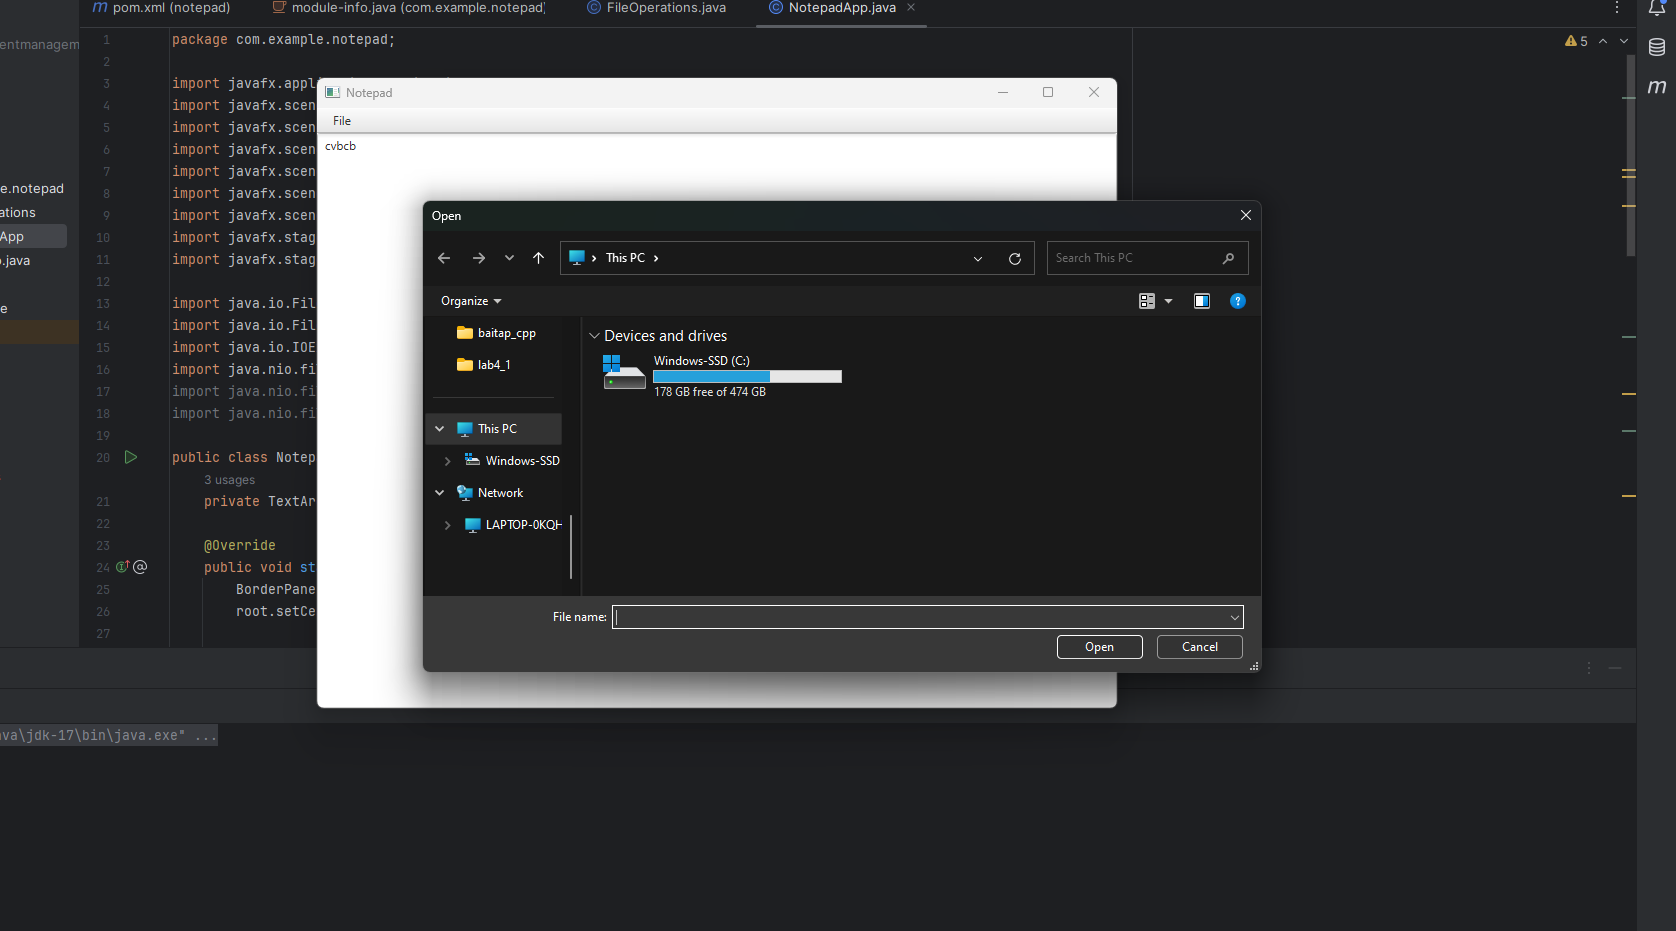 pom.xml (notepad)
module-info.java (com.example.notepad)
FileOperations.java
NotepadApp.java
entmanagem
e.notepad
ations
App
.java
e
5
1 package com.example.notepad;
2
3 import javafx.appl
4 import javafx.scen
5 import javafx.scen
6 import javafx.scen
7 import javafx.scen
8 import javafx.scen
9 import javafx.scen
10 import javafx.stag
11 import javafx.stag
12
13 import java.io.Fil
14 import java.io.Fil
15 import java.io.IOE
16 import java.nio.fi
17 import java.nio.fi
18 import java.nio.fi
19
20 public class Notep
3 usages
21 private TextAr
22
23 @Override
24 public void st
25 BorderPane
26 root.setCe
27
Notepad
File
cvbcb
Open
This PC
Search This PC
Organize
baitap_cpp
lab4_1
This PC
Windows-SSD
Network
LAPTOP-0KQH
Devices and drives
Windows-SSD (C:)
178 GB free of 474 GB
File name:
Open
Cancel
m
ava\jdk-17\bin\java.exe" ...